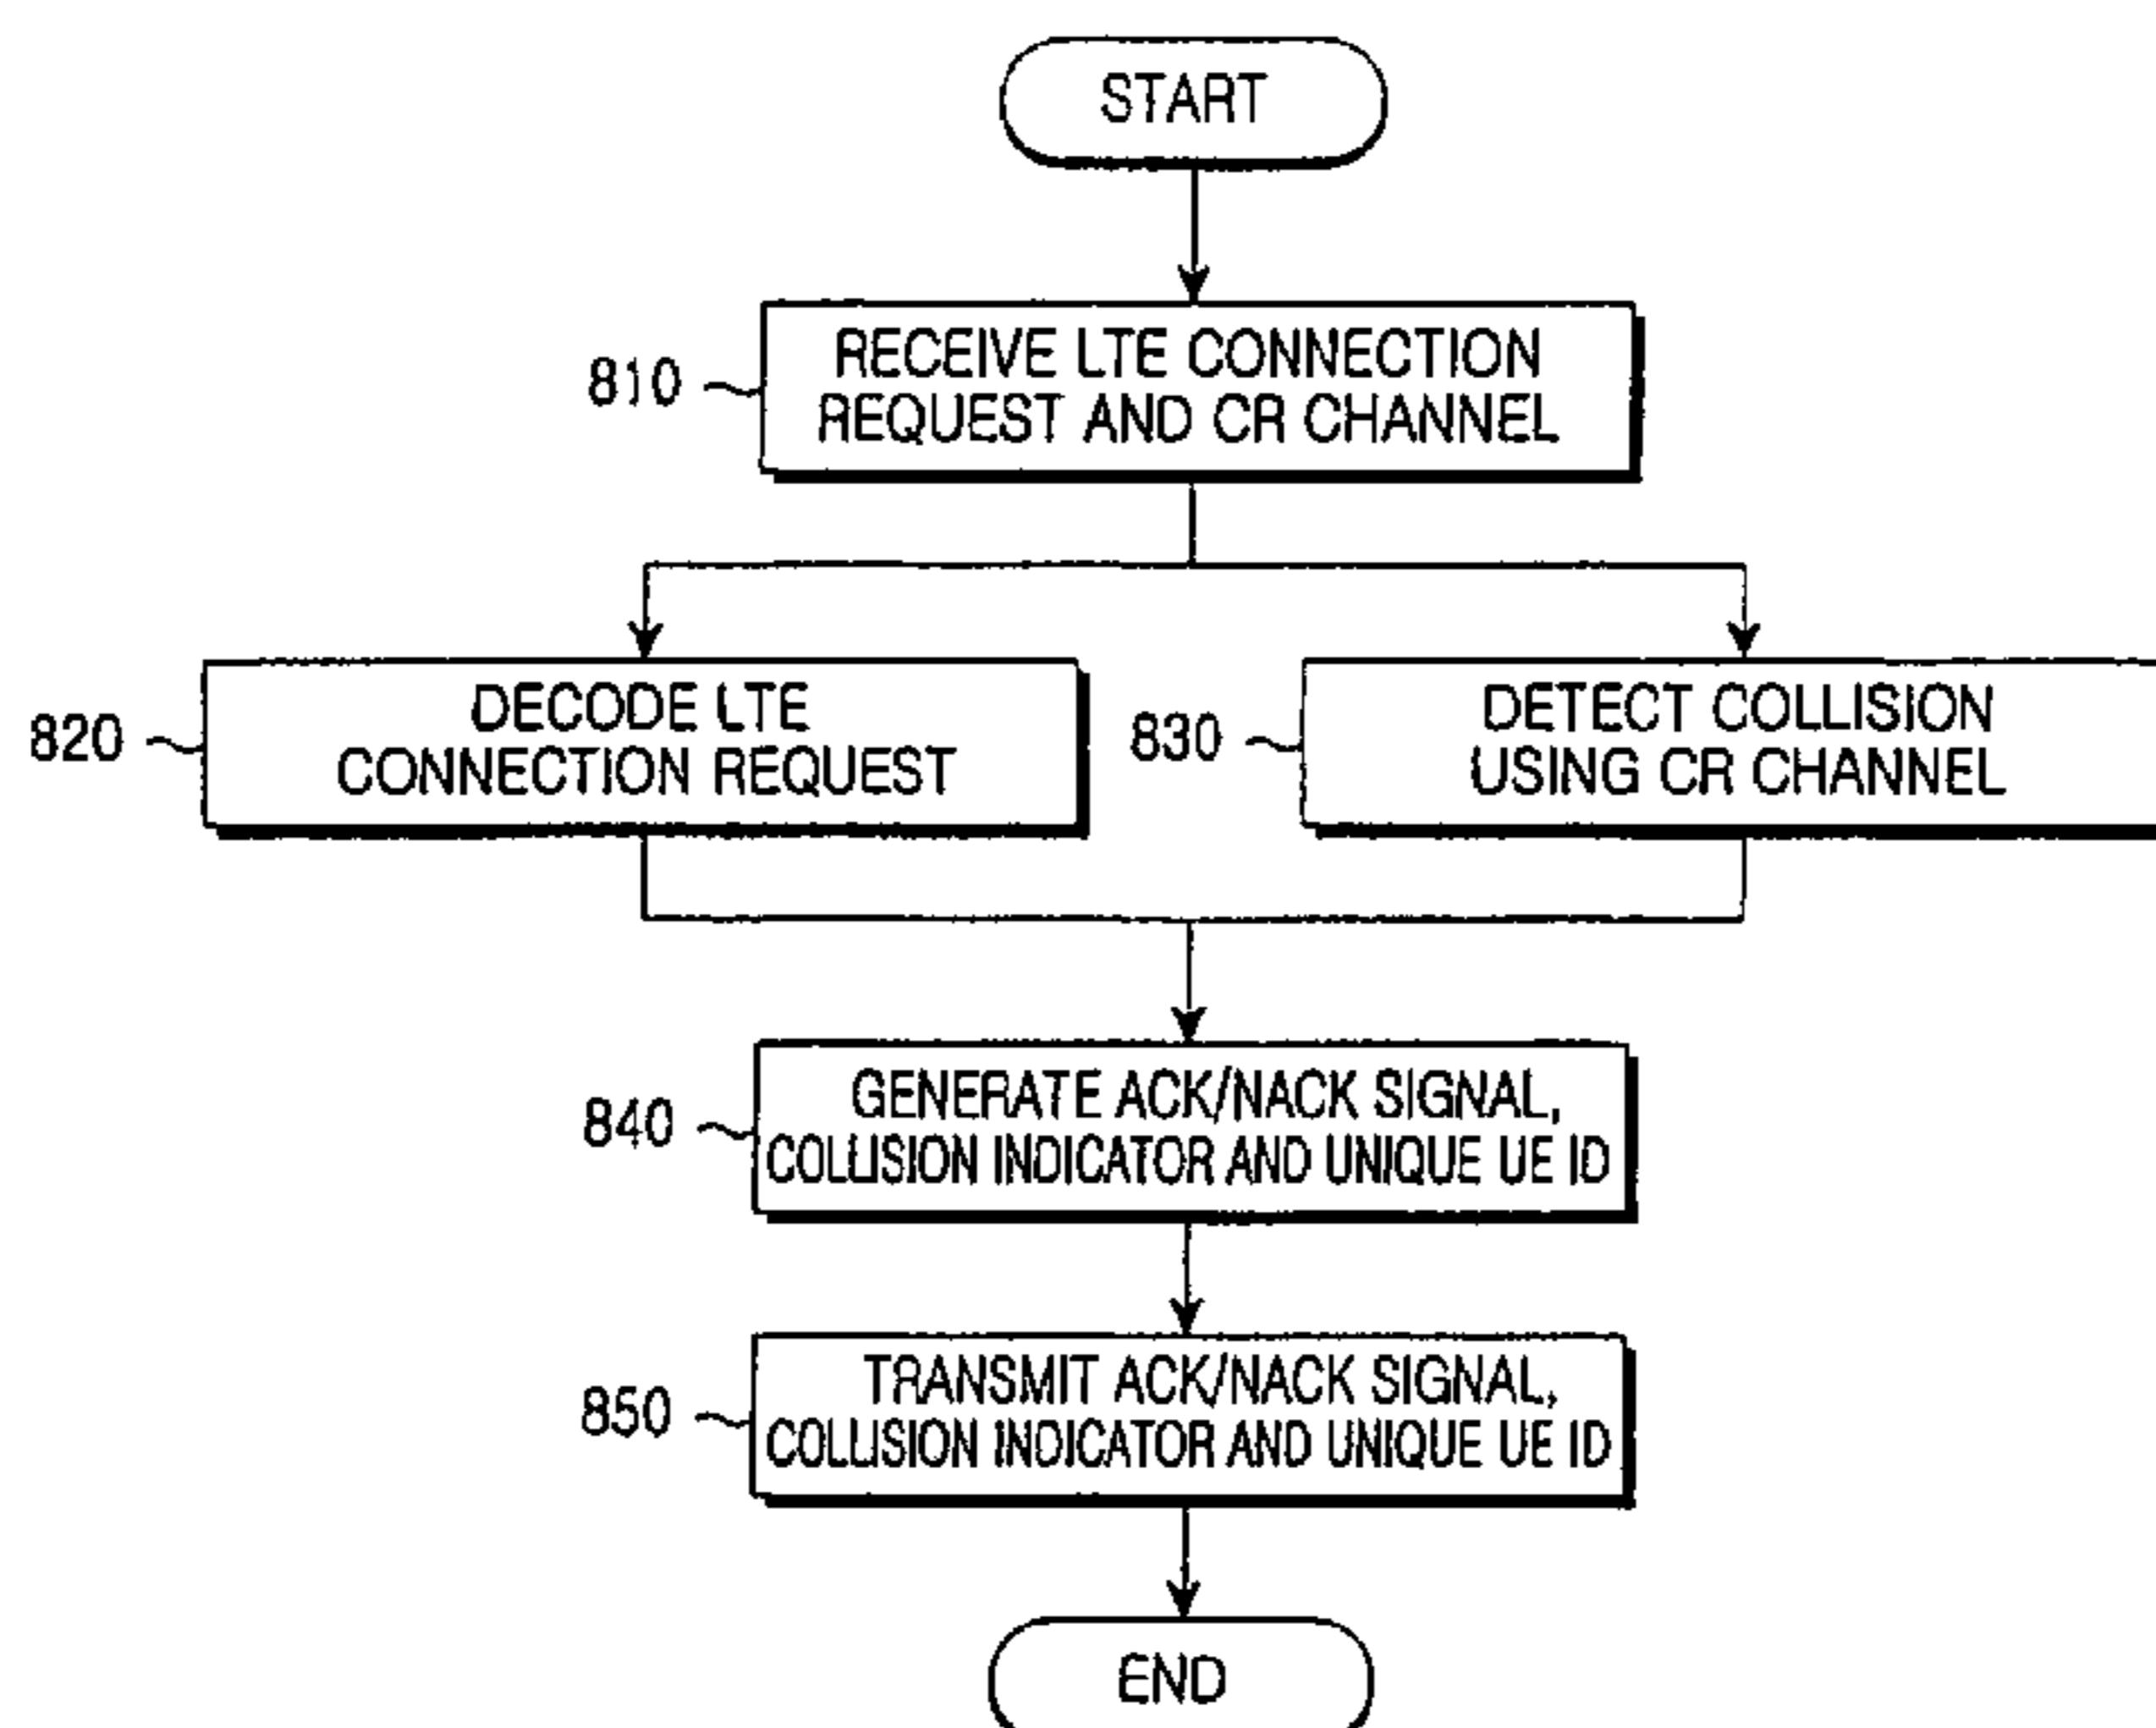 START
810
RECEIVE LTE CONNECTION
REQUEST AND CR CHANNEL
820
DECODE LTE
CONNECTION REQUEST
830
DETECT COLLISION
USING CR CHANNEL
840
GENERATE ACK/NACK SIGNAL,
COLLISION INDICATOR AND UNIQUE UE ID
850
TRANSMIT ACK/NACK SIGNAL,
COLLISION INDICATOR AND UNIQUE UE ID
END